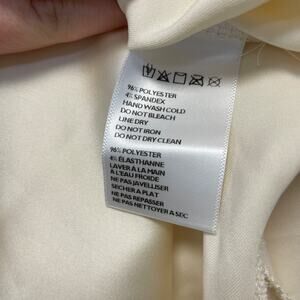 96% POLYESTER
4% SPANDEX
HAND WASH COLD
DO NOT BLEACH
LINE DRY
DO NOT IRON
DO NOT DRY CLEAN
96% POLYESTER
4% ÉLASTHANNE
LAVER À LA MAIN
À L'EAU FROIDE
NE PAS JAVELLISER
SECHER A PLAT
NE PAS REPASSER
NE PAS NETTOYER A SEC